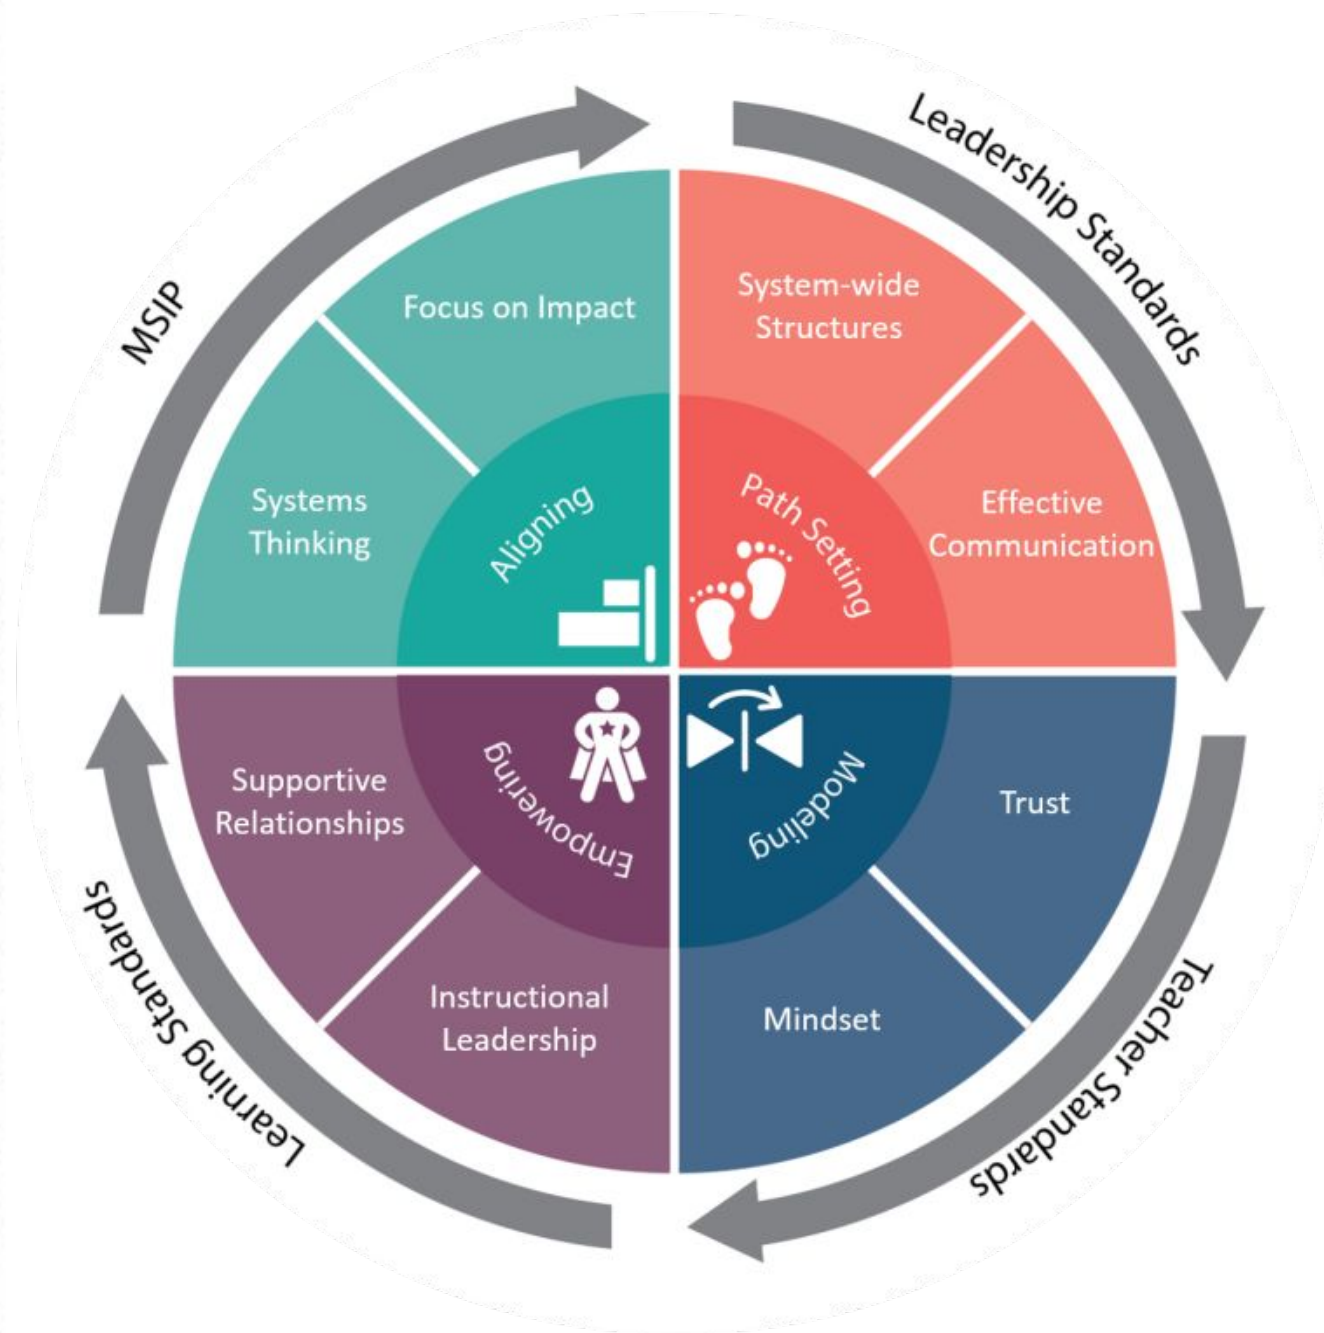 MSIP
Leadership Standards
Focus on Impact
System-wide
Structures
Systems
Thinking
Aligning
Path Setting
Effective
Communication
Supportive
Relationships
Empowering
Modeling
Trust
Instructional
Leadership
Mindset
Learning Standards
Teacher Standards